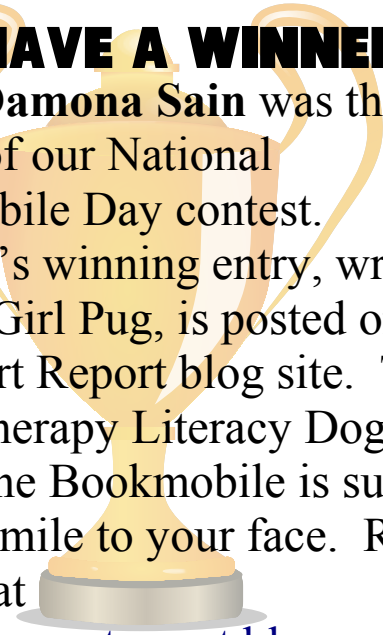 HAVE A WINNER
Damona Sain was th
of our National
bile Day contest.
’s winning entry, wr
Girl Pug, is posted o
rt Report blog site. T
herapy Literacy Dog
ne Bookmobile is su
mile to your face. R
at